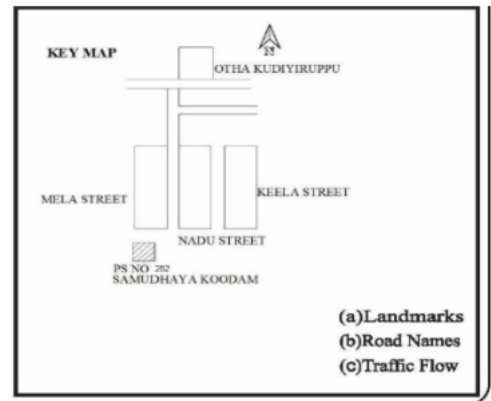 KEY MAP
N
OTHA KUDIYIRUPPU
MELA STREET
KEELA STREET
NADU STREET
PS NO 262
SAMUDHAYA KOODAM
(a)Landmarks
(b)Road Names
(c)Traffic Flow